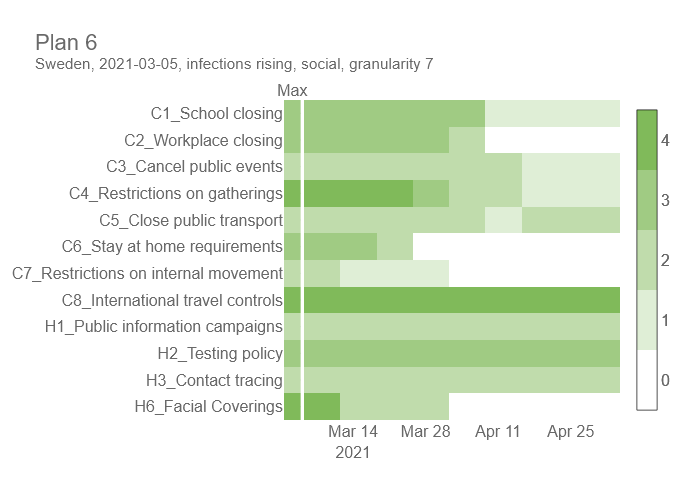 Plan 6
Sweden, 2021-03-05, infections rising, social, granularity 7
Max
C1_School closing
C2_Workplace closing
C3_Cancel public events
C4_Restrictions on gatherings
C5_Close public transport
C6_Stay at home requirements
C7_Restrictions on internal movement
C8_International travel controls
H1_Public information campaigns
H2_Testing policy
H3_Contact tracing
H6_Facial Coverings
4
3
2
1
0
Mar 14 Mar 28 Apr 11 Apr 25
2021